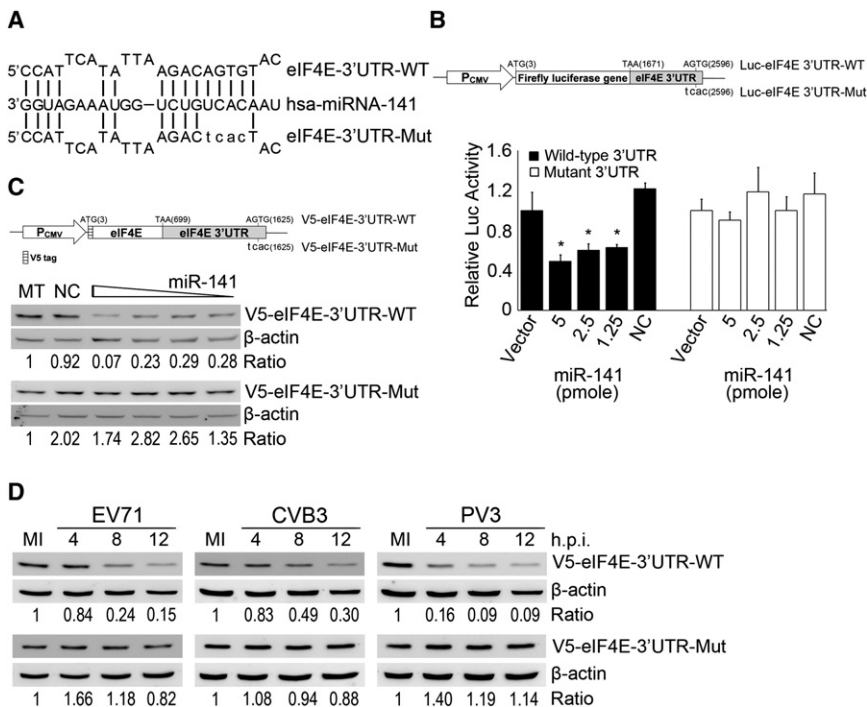 A
TCA TTA AC
5'CCAT TA AGACAGTGT eIF4E-3'UTR-WT
3'GGUAGAAAUGG–UCUGUCACAAU hsa-miRNA-141
5'CCAT TA AGACtcacT eIF4E-3'UTR-Mut
TCA TTA AC
B
ATG(3) TAA(1671) AGTG(2596)
PCMV Firefly luciferase gene eIF4E 3'UTR Luc-eIF4E 3'UTR-WT
tcac(2596) Luc-eIF4E 3'UTR-Mut
Wild-type 3'UTR
Mutant 3'UTR
Relative Luc Activity
1.6
1.2
0.8
0.4
0
* * *
Vector 5 2.5 1.25 NC Vector 5 2.5 1.25 NC
miR-141 miR-141
(pmole) (pmole)
C
ATG(3) TAA(699) AGTG(1625)
V5-eIF4E-3'UTR-WT
PCMV eIF4E eIF4E 3'UTR
tcac(1625) V5-eIF4E-3'UTR-Mut
V5 tag
miR-141
MT NC
V5-eIF4E-3'UTR-WT
β-actin
1 0.92 0.07 0.23 0.29 0.28 Ratio
V5-eIF4E-3'UTR-Mut
β-actin
1 2.02 1.74 2.82 2.65 1.35 Ratio
D
EV71 CVB3 PV3
MI 4 8 12 MI 4 8 12 MI 4 8 12 h.p.i.
V5-eIF4E-3'UTR-WT
β-actin
1 0.84 0.24 0.15 1 0.83 0.49 0.30 1 0.16 0.09 0.09 Ratio
V5-eIF4E-3'UTR-Mut
β-actin
1 1.66 1.18 0.82 1 1.08 0.94 0.88 1 1.40 1.19 1.14 Ratio